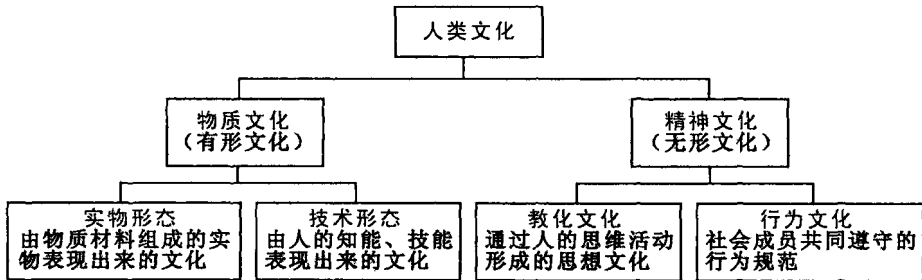 人类文化
物质文化
（有形文化）
精神文化
（无形文化）
实物形态
由物质材料组成的实
物表现出来的文化
技术形态
由人的知能、技能
表现出来的文化
教化文化
通过人的思维活动
形成的思想文化
行为文化
社会成员共同遵守的
行为规范